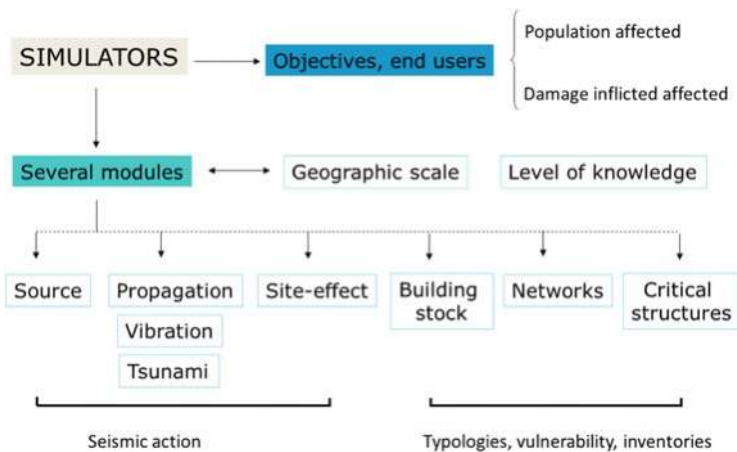 SIMULATORS
Objectives, end users
Population affected
Damage inflicted affected
Several modules
Geographic scale
Level of knowledge
Source
Propagation
Vibration
Tsunami
Site-effect
Building
stock
Networks
Critical
structures
Seismic action
Typologies, vulnerability, inventories